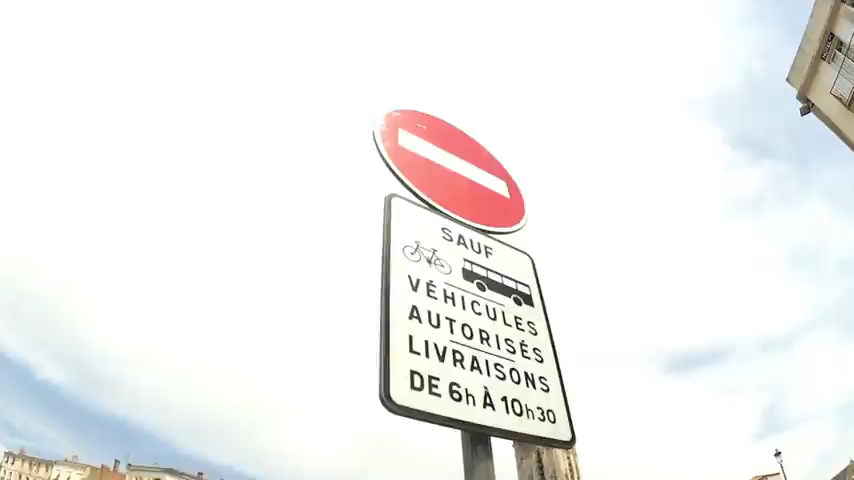 SAUF
VÉHICULES
AUTORISÉS
LIVRAISONS
DE 6h À 10h30